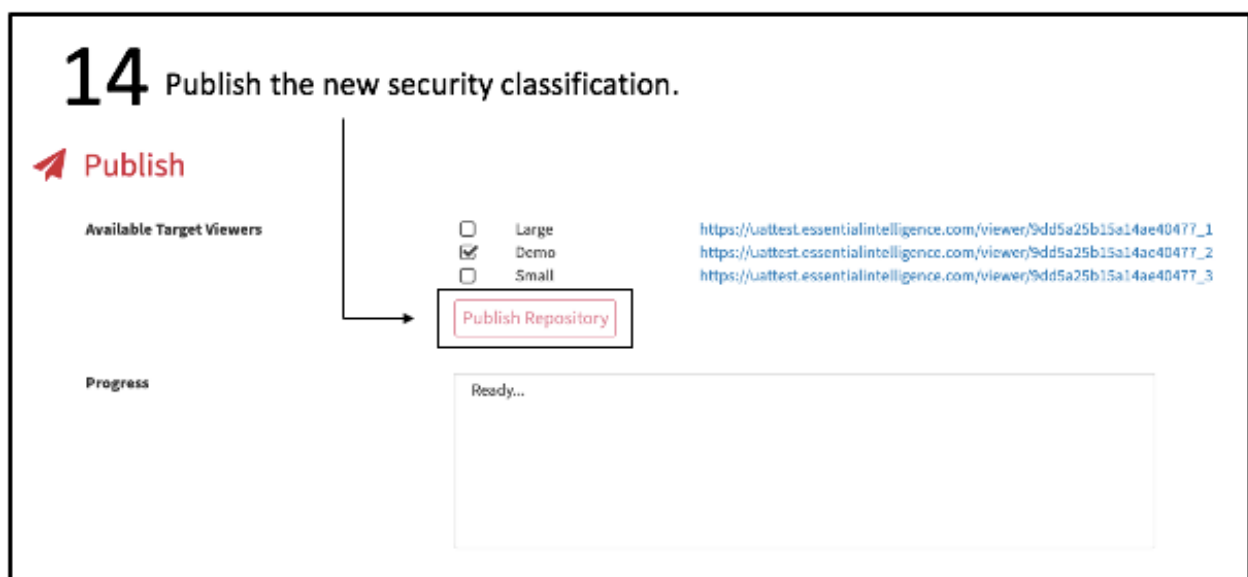 14 Publish the new security classification.
Publish
Available Target Viewers
Large https://uattest.essentialintelligence.com/viewer/9dd5a25b15a14ae40477_1
Demo https://uattest.essentialintelligence.com/viewer/9dd5a25b15a14ae40477_2
Small https://uattest.essentialintelligence.com/viewer/9dd5a25b15a14ae40477_3
Publish Repository
Progress
Ready...